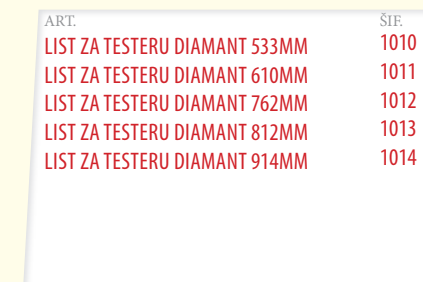 ART. ŠIF.
LIST ZA TESTERU DIAMANT 533MM 1010
LIST ZA TESTERU DIAMANT 610MM 1011
LIST ZA TESTERU DIAMANT 762MM 1012
LIST ZA TESTERU DIAMANT 812MM 1013
LIST ZA TESTERU DIAMANT 914MM 1014